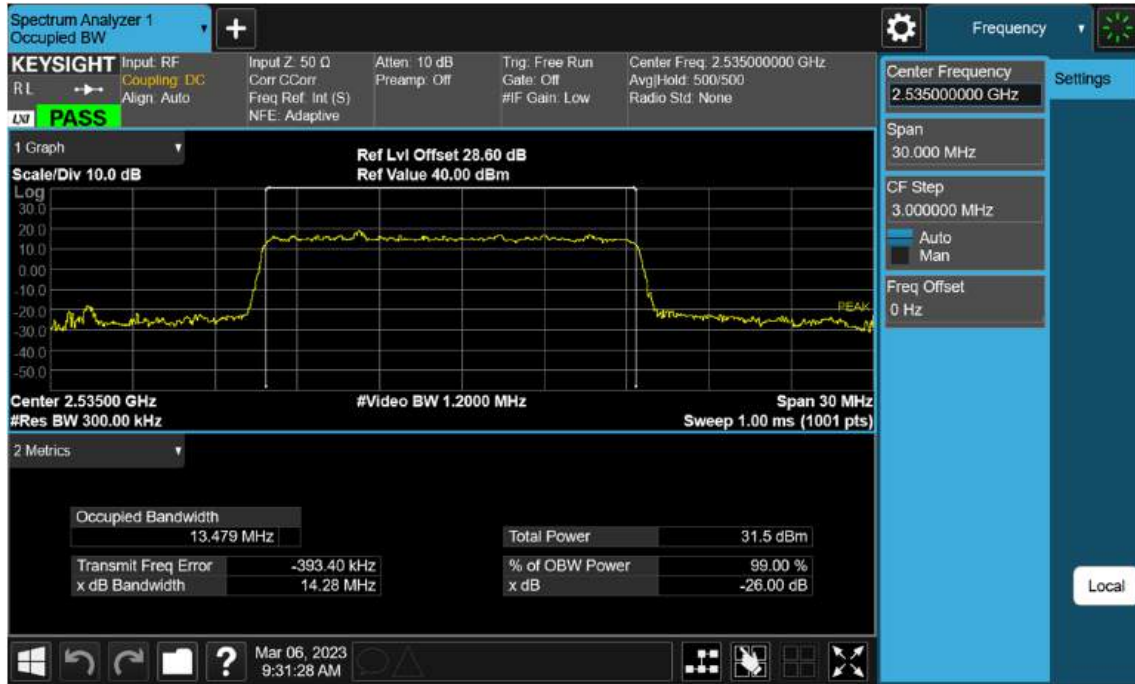 Spectrum Analyzer 1
Occupied BW
+
Frequency
KEYSIGHT
R L
LXI PASS
Input: RF
Coupling: DC
Align: Auto
Input Z: 50 Ω
Corr CCorr
Freq Ref: Int (S)
NFE: Adaptive
Atten: 10 dB
Preamp: Off
Trig: Free Run
Gate: Off
#IF Gain: Low
Center Freq: 2.535000000 GHz
Avg|Hold: 500/500
Radio Std: None
Center Frequency
2.535000000 GHz
Settings
Span
30.000 MHz
CF Step
3.000000 MHz
Auto
Man
Freq Offset
0 Hz
1 Graph
Scale/Div 10.0 dB
Ref Lvl Offset 28.60 dB
Ref Value 40.00 dBm
Log
30.0
20.0
10.0
0.00
-10.0
-20.0
-30.0
-40.0
-50.0
PEAK
Center 2.53500 GHz
#Video BW 1.2000 MHz
Span 30 MHz
#Res BW 300.00 kHz
Sweep 1.00 ms (1001 pts)
2 Metrics
Occupied Bandwidth
13.479 MHz
Total Power 31.5 dBm
Transmit Freq Error -393.40 kHz
% of OBW Power 99.00 %
x dB Bandwidth 14.28 MHz
x dB -26.00 dB
Local
?
Mar 06, 2023
9:31:28 AM